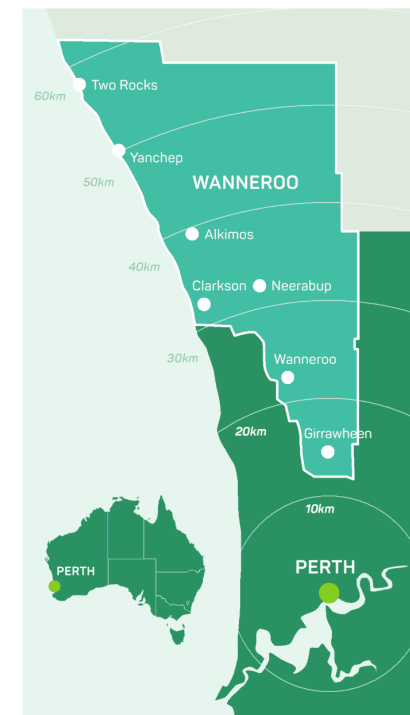 Two Rocks
60km
Yanchep
50km
WANNEROO
Alkimos
40km
Clarkson
Neerabup
30km
Wanneroo
20km
Girrawheen
10km
PERTH
PERTH